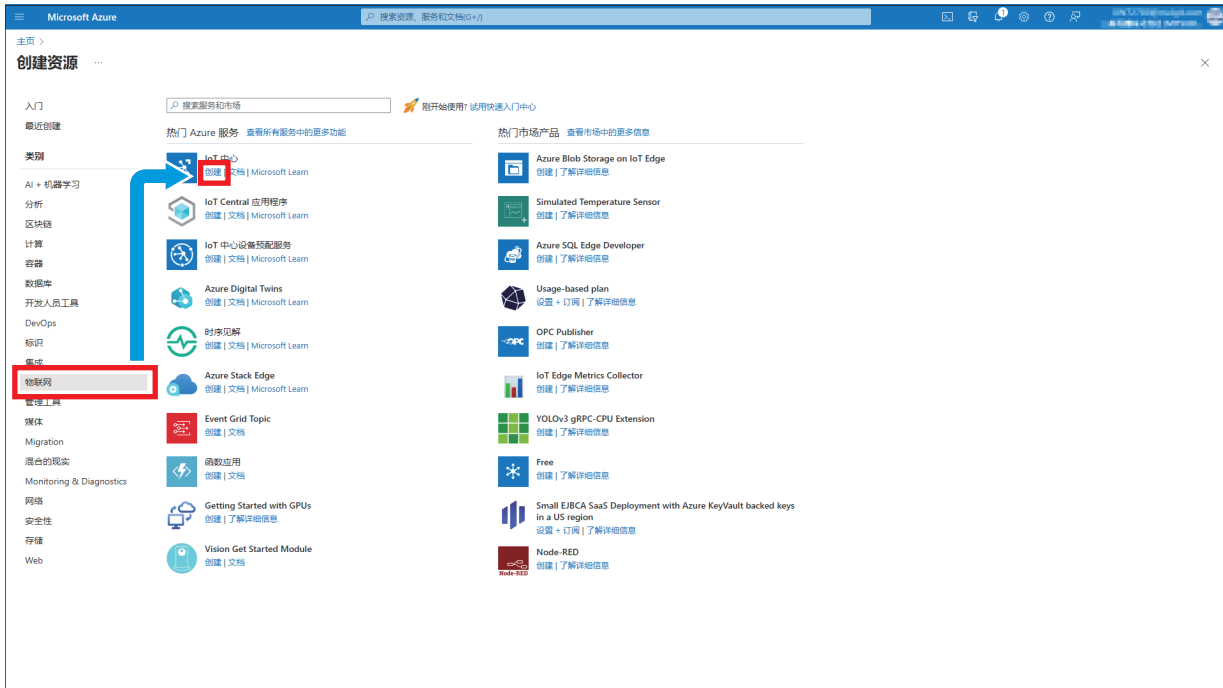 Microsoft Azure
搜索资源、服务和文档(G+/)
1
主页 >
创建资源 ...
入门
最近创建
类别
AI + 机器学习
分析
区块链
计算
容器
数据库
开发人员工具
DevOps
标识
集成
物联网
管理工具
媒体
Migration
混合的现实
Monitoring & Diagnostics
网络
安全性
存储
Web
搜索服务和市场
刚开始使用? 试用快速入门中心
热门 Azure 服务 查看所有服务中的更多功能
IoT 中心
创建 | 文档 | Microsoft Learn
IoT Central 应用程序
创建 | 文档 | Microsoft Learn
IoT 中心设备预配服务
创建 | 文档 | Microsoft Learn
Azure Digital Twins
创建 | 文档 | Microsoft Learn
时序见解
创建 | 文档 | Microsoft Learn
Azure Stack Edge
创建 | 文档 | Microsoft Learn
Event Grid Topic
创建 | 文档
函数应用
创建 | 文档
Getting Started with GPUs
创建 | 了解详细信息
Vision Get Started Module
创建 | 文档
热门市场产品 查看市场中的更多信息
Azure Blob Storage on IoT Edge
创建 | 了解详细信息
Simulated Temperature Sensor
创建 | 了解详细信息
Azure SQL Edge Developer
创建 | 了解详细信息
Usage-based plan
设置 + 订阅 | 了解详细信息
OPC
OPC Publisher
创建 | 了解详细信息
IoT Edge Metrics Collector
创建 | 了解详细信息
YOLOv3 gRPC-CPU Extension
创建 | 了解详细信息
Free
创建 | 了解详细信息
Small EJBCA SaaS Deployment with Azure KeyVault backed keys
in a US region
设置 + 订阅 | 了解详细信息
Node-RED
Node-RED
创建 | 了解详细信息